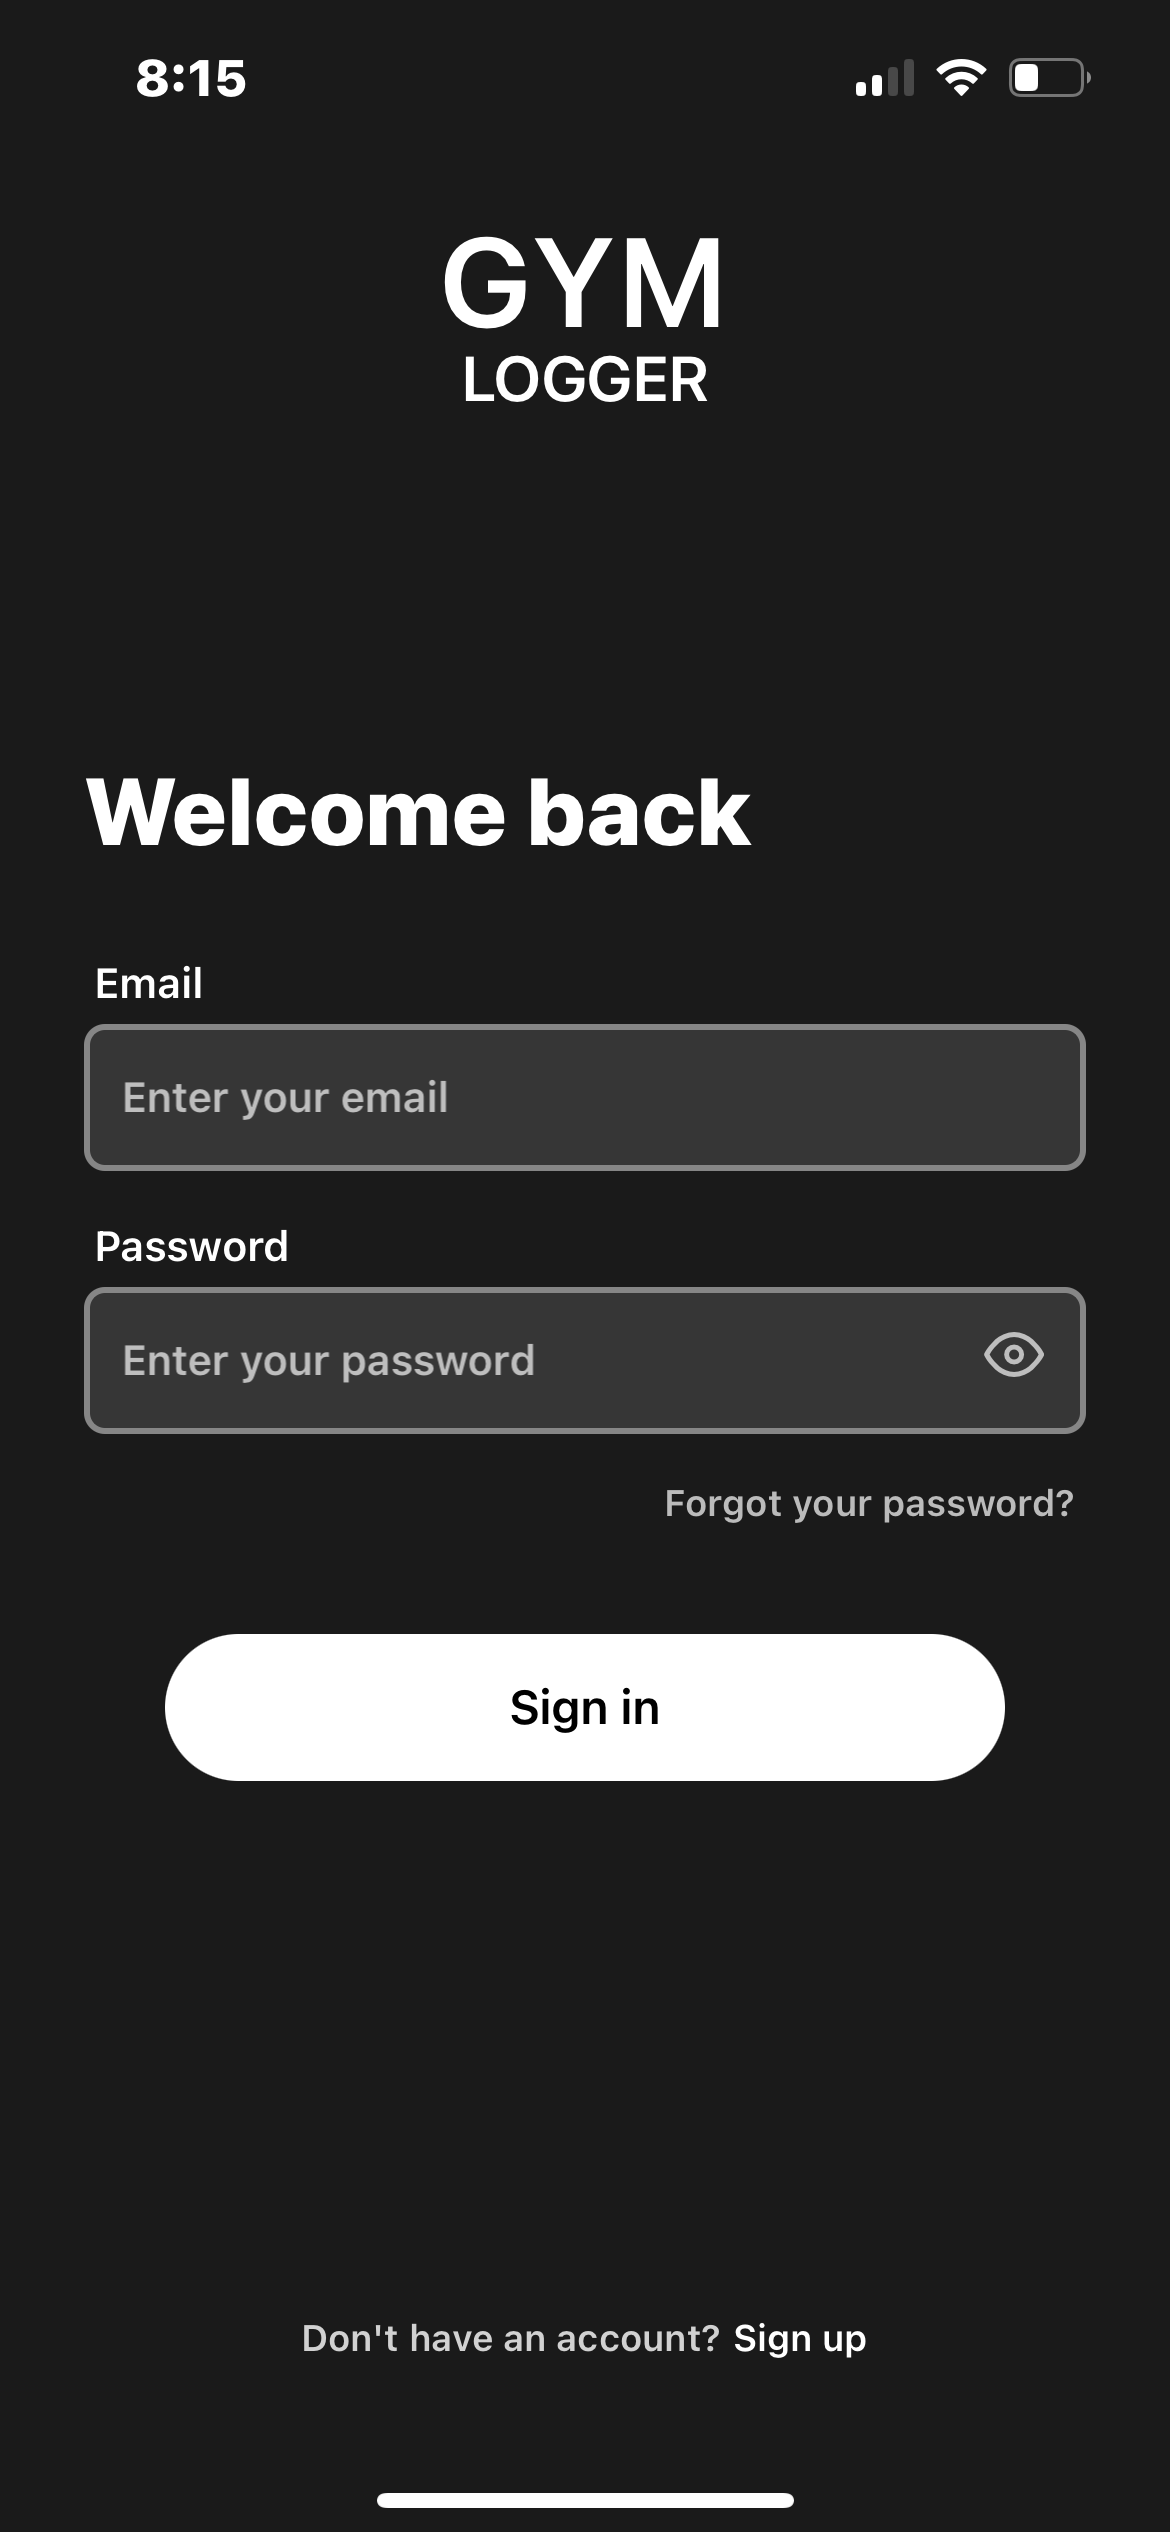 8:15
GYM
LOGGER
Welcome back
Email
Enter your email
Password
Enter your password
Forgot your password?
Sign in
Don't have an account? Sign up